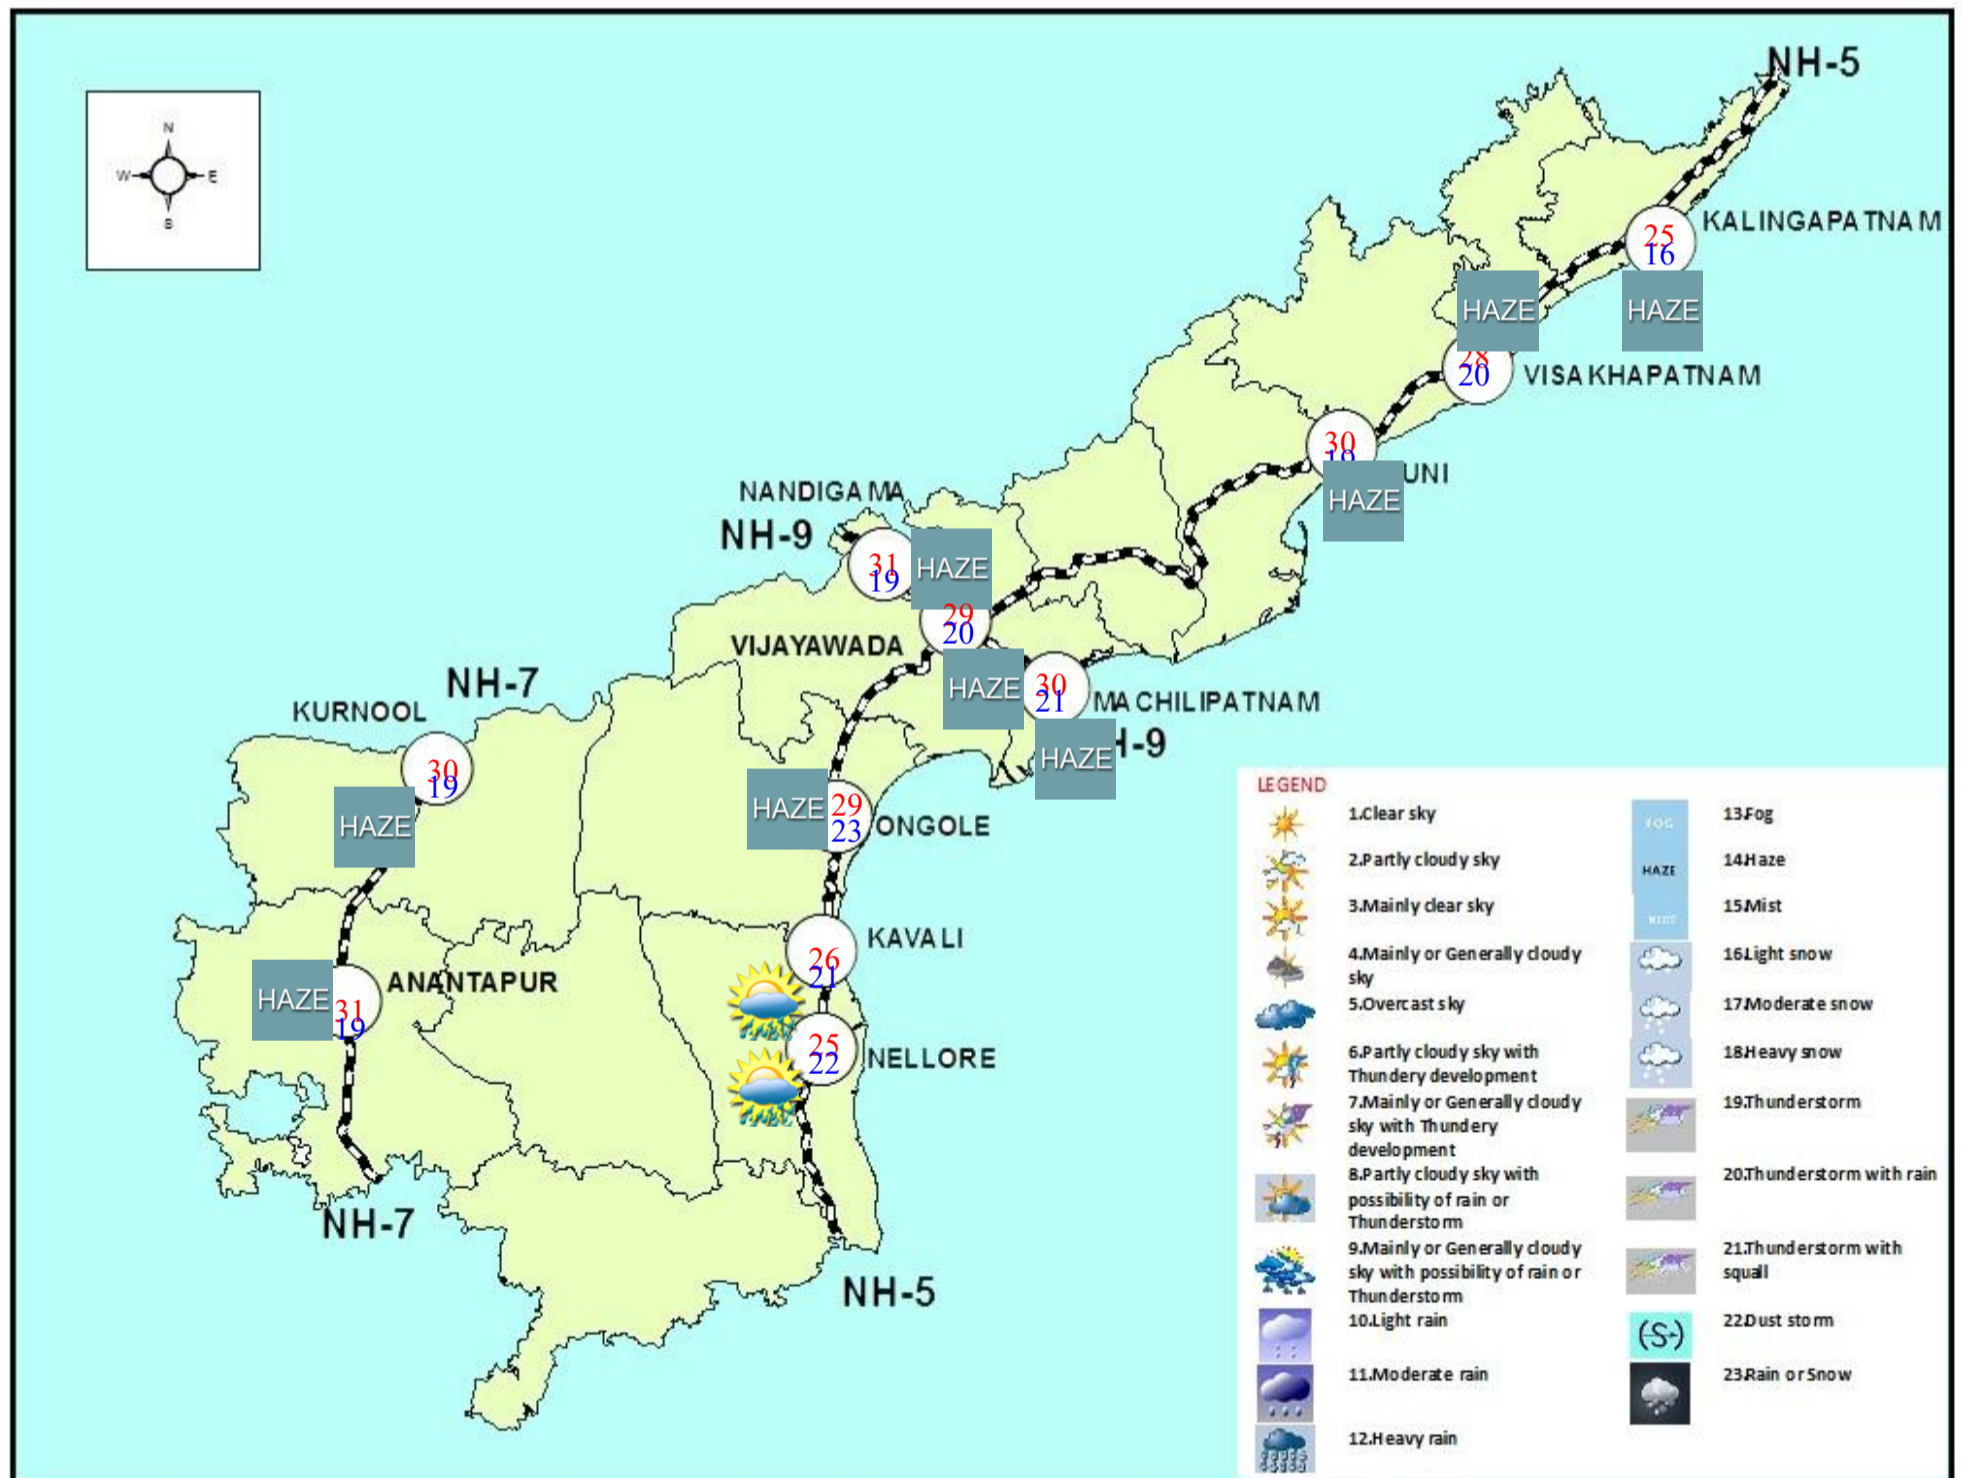 NH-5
N
W
E
S
KALINGAPATNAM
25
16
HAZE
HAZE
28
20
VISAKHAPATNAM
30
19
UNI
HAZE
NANDIGAMA
NH-9
31
19
HAZE
29
20
VIJAYAWADA
HAZE
30
21
MACHILIPATNAM
H-9
HAZE
NH-7
KURNOOL
30
19
HAZE
HAZE
29
23
ONGOLE
KAVALI
26
21
ANANTAPUR
HAZE
31
19
25
22
NELLORE
NH-7
NH-5
LEGEND
1.Clear sky
2.Partly cloudy sky
3.Mainly clear sky
4.Mainly or Generally cloudy
sky
5.Overcast sky
6.Partly cloudy sky with
Thundery development
7.Mainly or Generally cloudy
sky with Thundery
development
8.Partly cloudy sky with
possibility of rain or
Thunderstorm
9.Mainly or Generally cloudy
sky with possibility of rain or
Thunderstorm
10.Light rain
11.Moderate rain
12.Heavy rain
FOG
13.Fog
HAZE
14.Haze
MIST
15.Mist
16.Light snow
17.Moderate snow
18.Heavy snow
19.Thunderstorm
20.Thunderstorm with rain
21.Thunderstorm with
squall
(S)
22.Dust storm
23.Rain or Snow